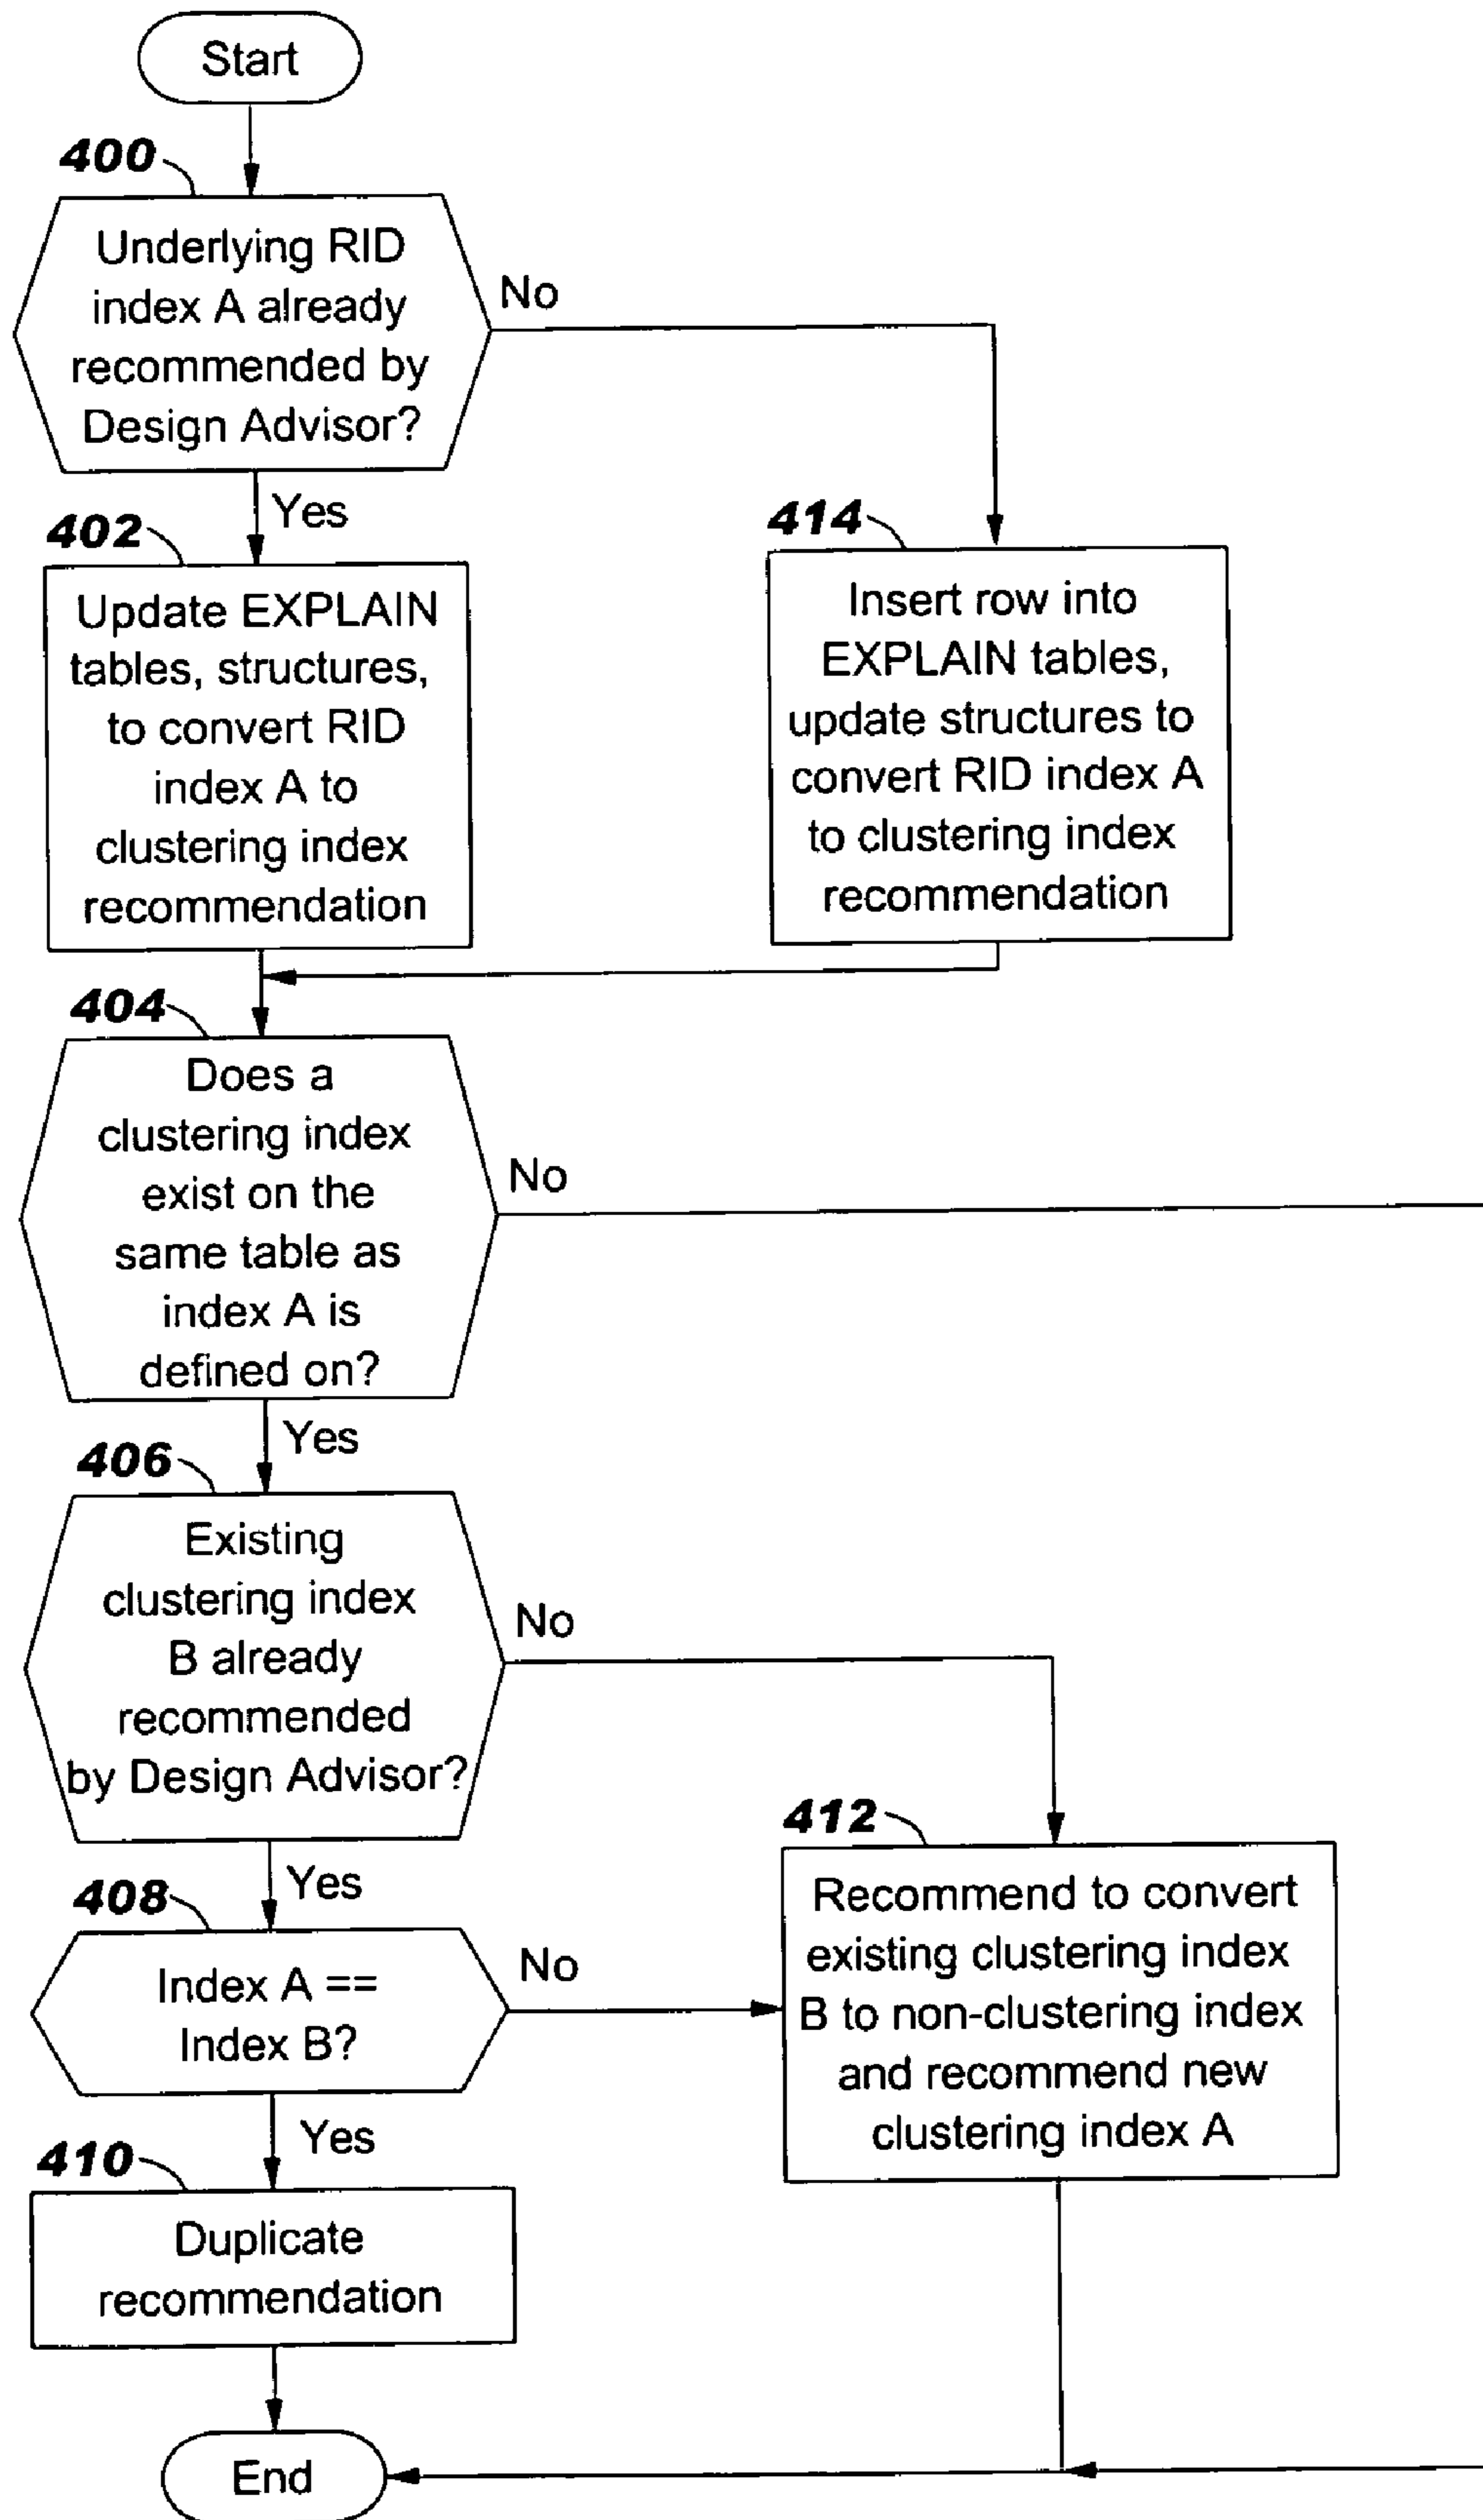 Start
400
Underlying RID
index A already
recommended by
Design Advisor?
No
Yes
402
Update EXPLAIN
tables, structures,
to convert RID
index A to
clustering index
recommendation
414
Insert row into
EXPLAIN tables,
update structures to
convert RID index A
to clustering index
recommendation
404
Does a
clustering index
exist on the
same table as
index A is
defined on?
No
Yes
406
Existing
clustering index
B already
recommended
by Design Advisor?
No
Yes
408
Index A ==
Index B?
No
Yes
412
Recommend to convert
existing clustering index
B to non-clustering index
and recommend new
clustering index A
410
Duplicate
recommendation
End